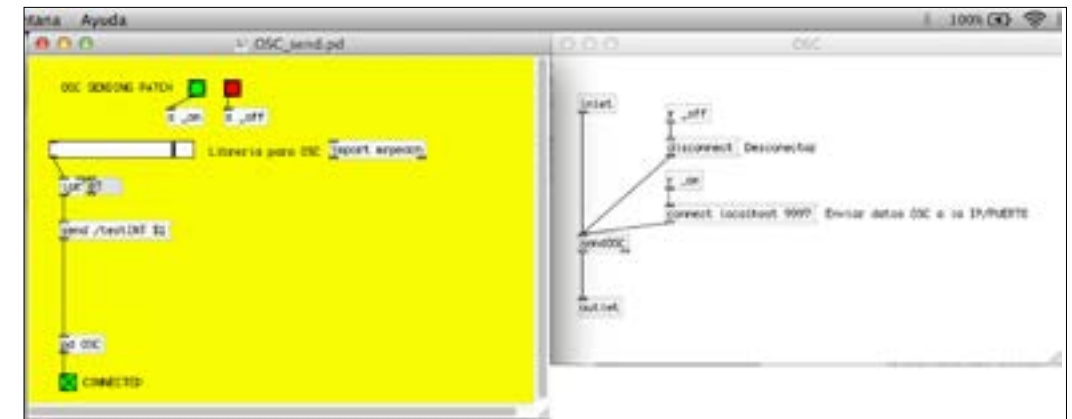 Ayuda
100%
OSC_send.pd
OSC SENDING PATCH
s _on
s _off
Libreria para OSC
import mrpeach
send /testINT $1
pd OSC
CONNECTED
OSC
inlet
r _off
disconnect
Desconectar
r _on
connect localhost 9997
Enviar datos OSC a la IP/PUERTO
sendOSC
outlet